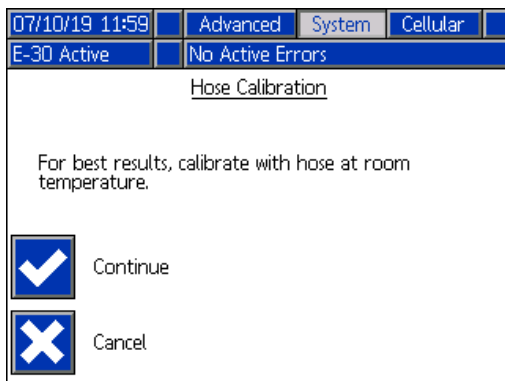 07/10/19 11:59 Advanced System Cellular
E-30 Active No Active Errors
Hose Calibration
For best results, calibrate with hose at room
temperature.
Continue
Cancel